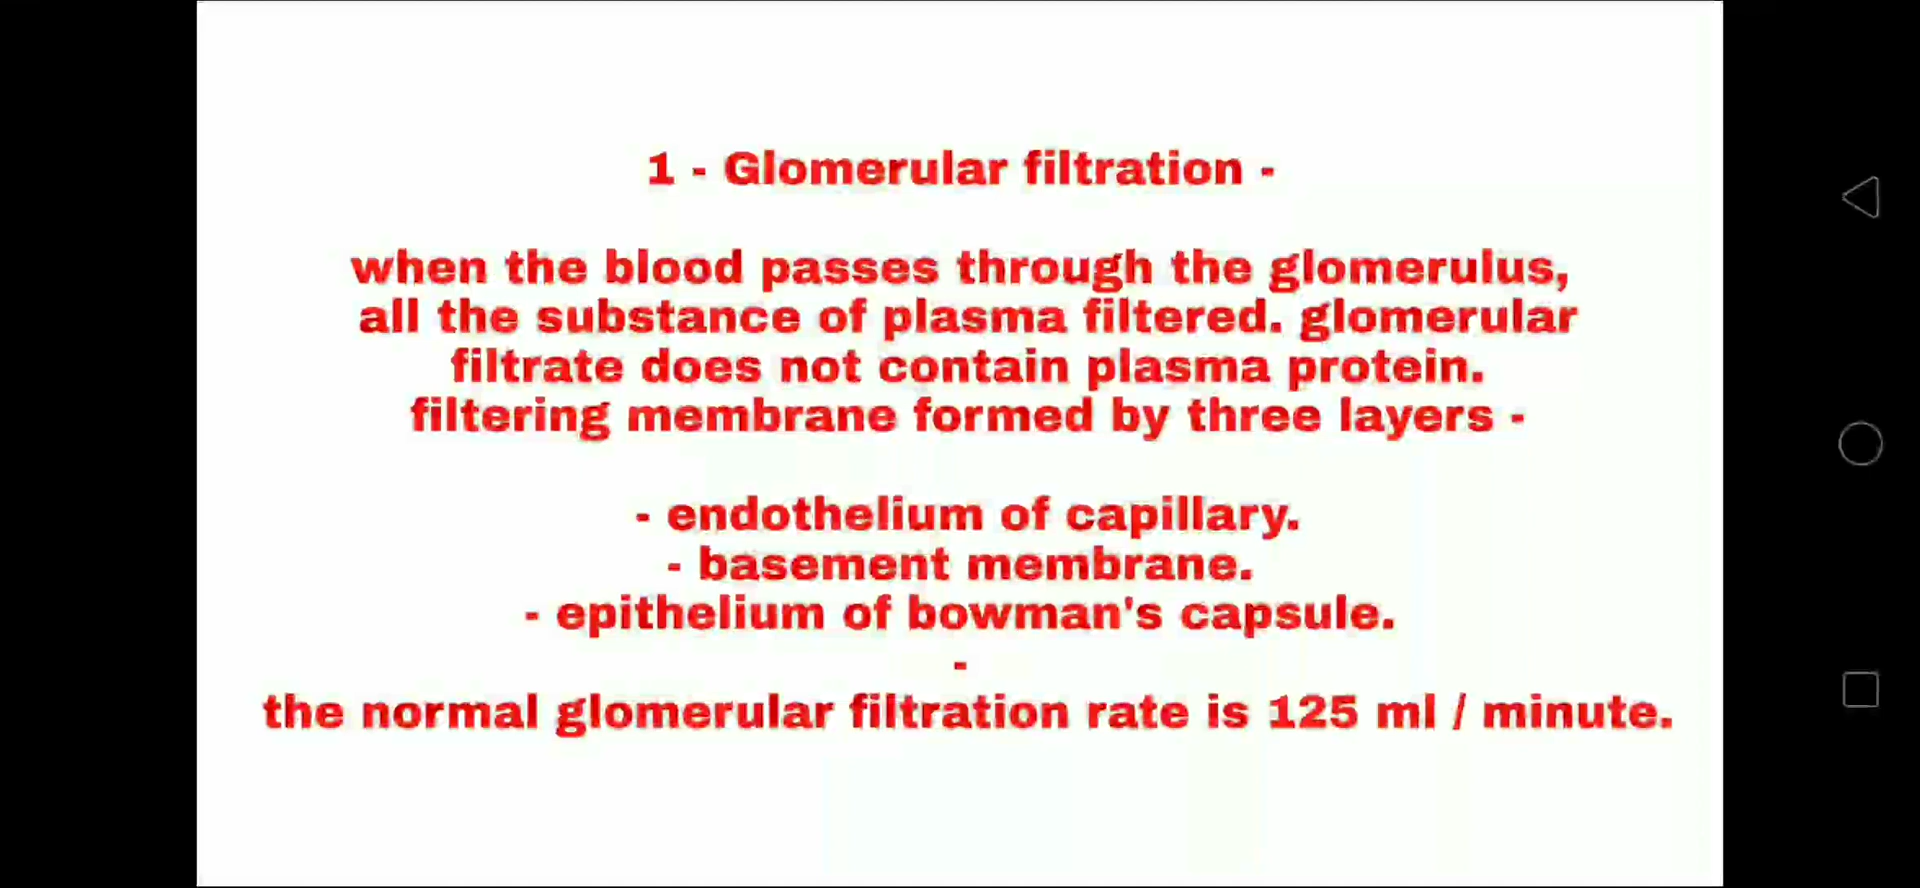 1 - Glomerular filtration -
when the blood passes through the glomerulus,
all the substance of plasma filtered. glomerular
filtrate does not contain plasma protein.
filtering membrane formed by three layers -
- endothelium of capillary.
- basement membrane.
- epithelium of bowman's capsule.
-
the normal glomerular filtration rate is 125 ml / minute.